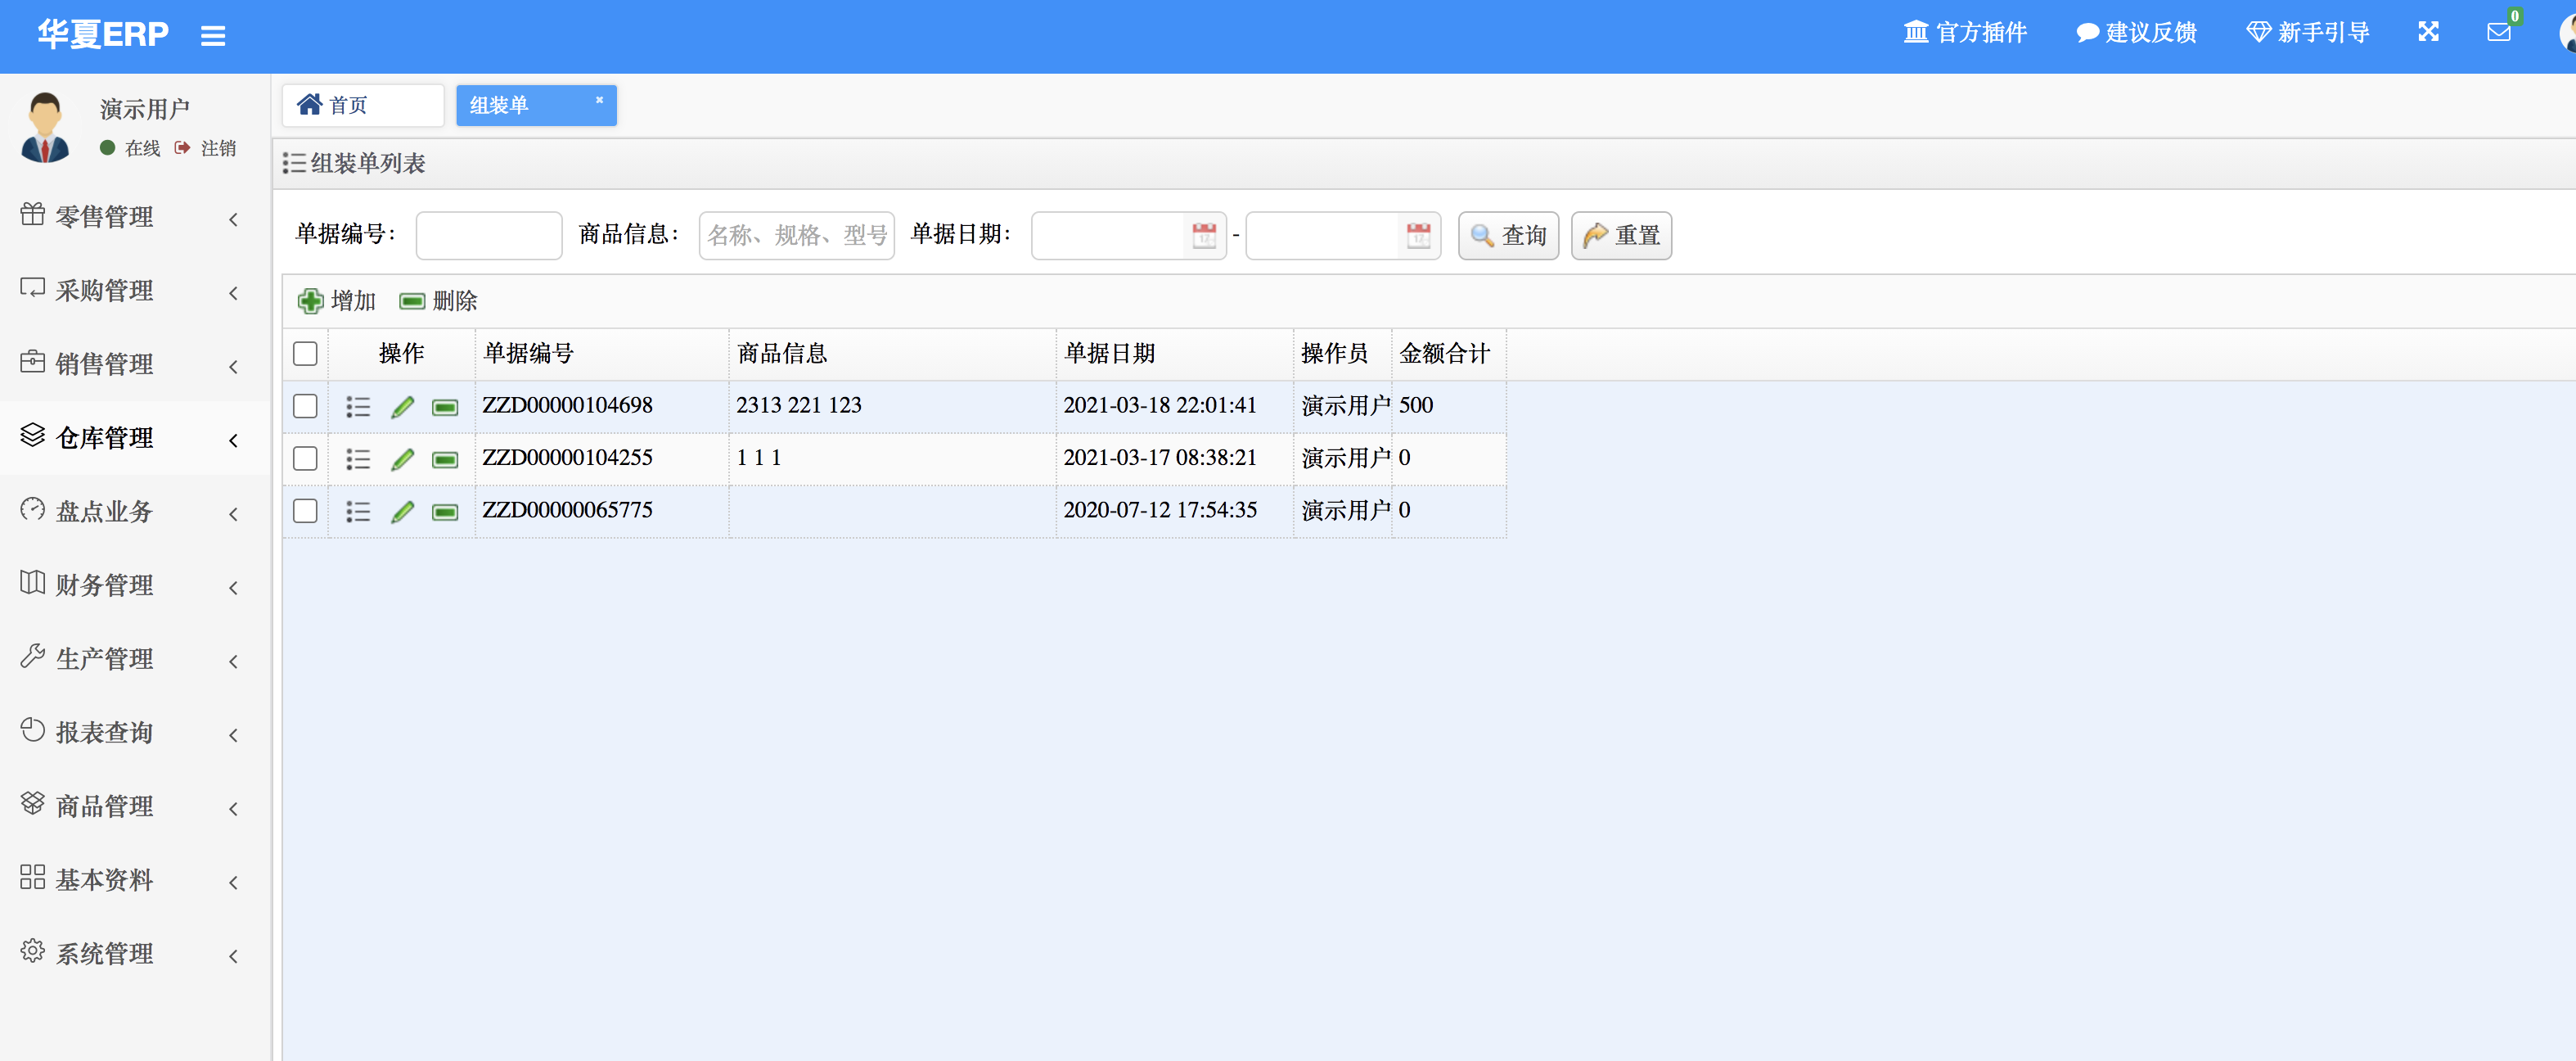 华夏ERP
官方插件 建议反馈 新手引导 0
演示用户
在线 注销
零售管理
采购管理
销售管理
仓库管理
盘点业务
财务管理
生产管理
报表查询
商品管理
基本资料
系统管理
首页 组装单
组装单列表
单据编号： 商品信息： 名称、规格、型号 单据日期： - 查询 重置
增加 删除
操作 单据编号 商品信息 单据日期 操作员 金额合计
ZZD00000104698 2313 221 123 2021-03-18 22:01:41 演示用户 500
ZZD00000104255 1 1 1 2021-03-17 08:38:21 演示用户 0
ZZD00000065775 2020-07-12 17:54:35 演示用户 0